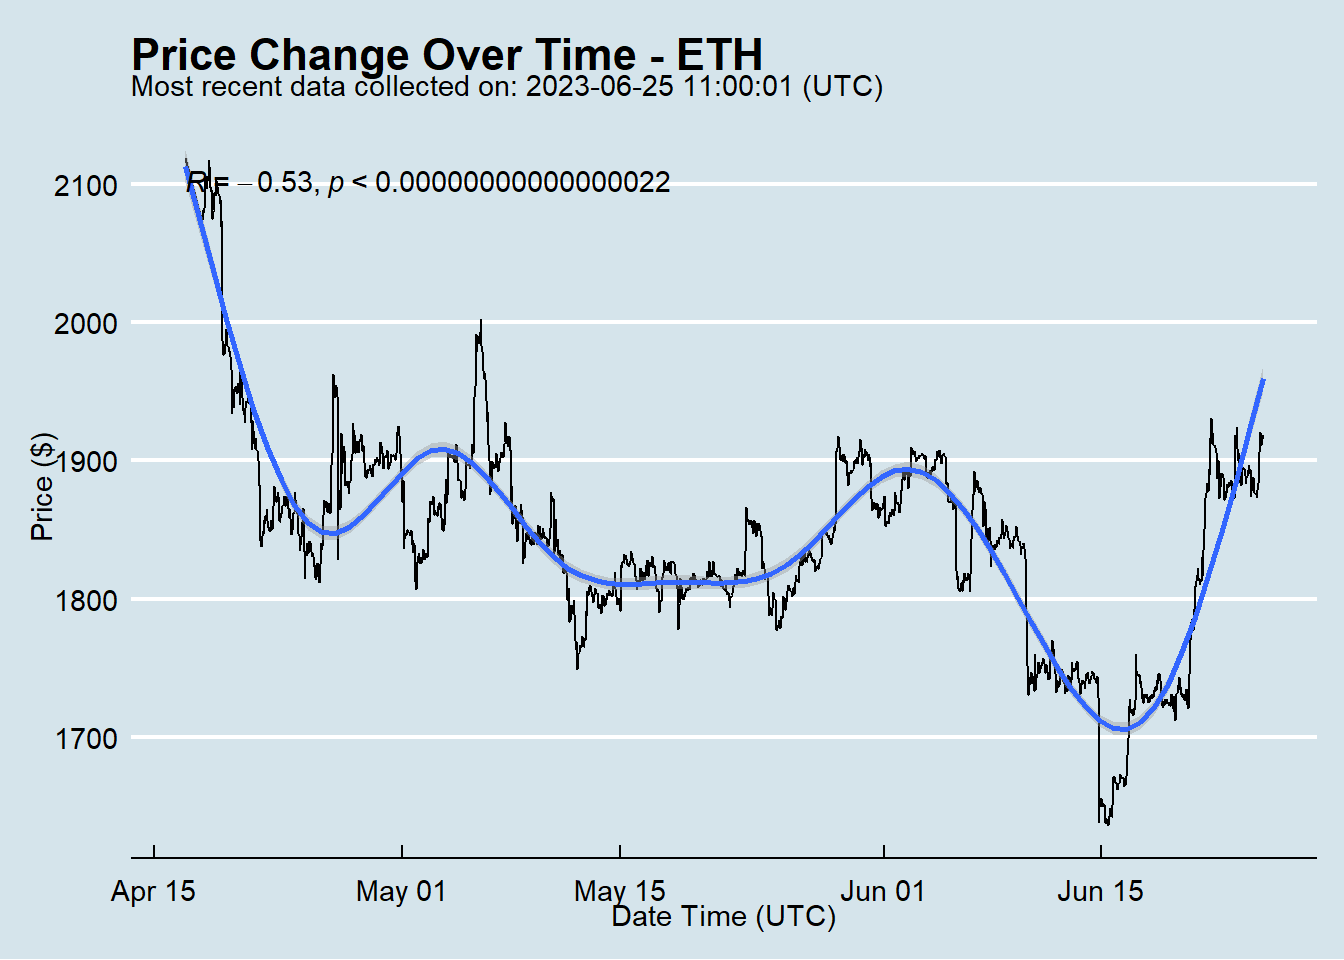 Price Change Over Time - ETH
Most recent data collected on: 2023-06-25 11:00:01 (UTC)
R = −0.53, p < 0.00000000000000022
2100
2000
1900
1800
1700
Price ($)
Apr 15 May 01 May 15 Jun 01 Jun 15
Date Time (UTC)